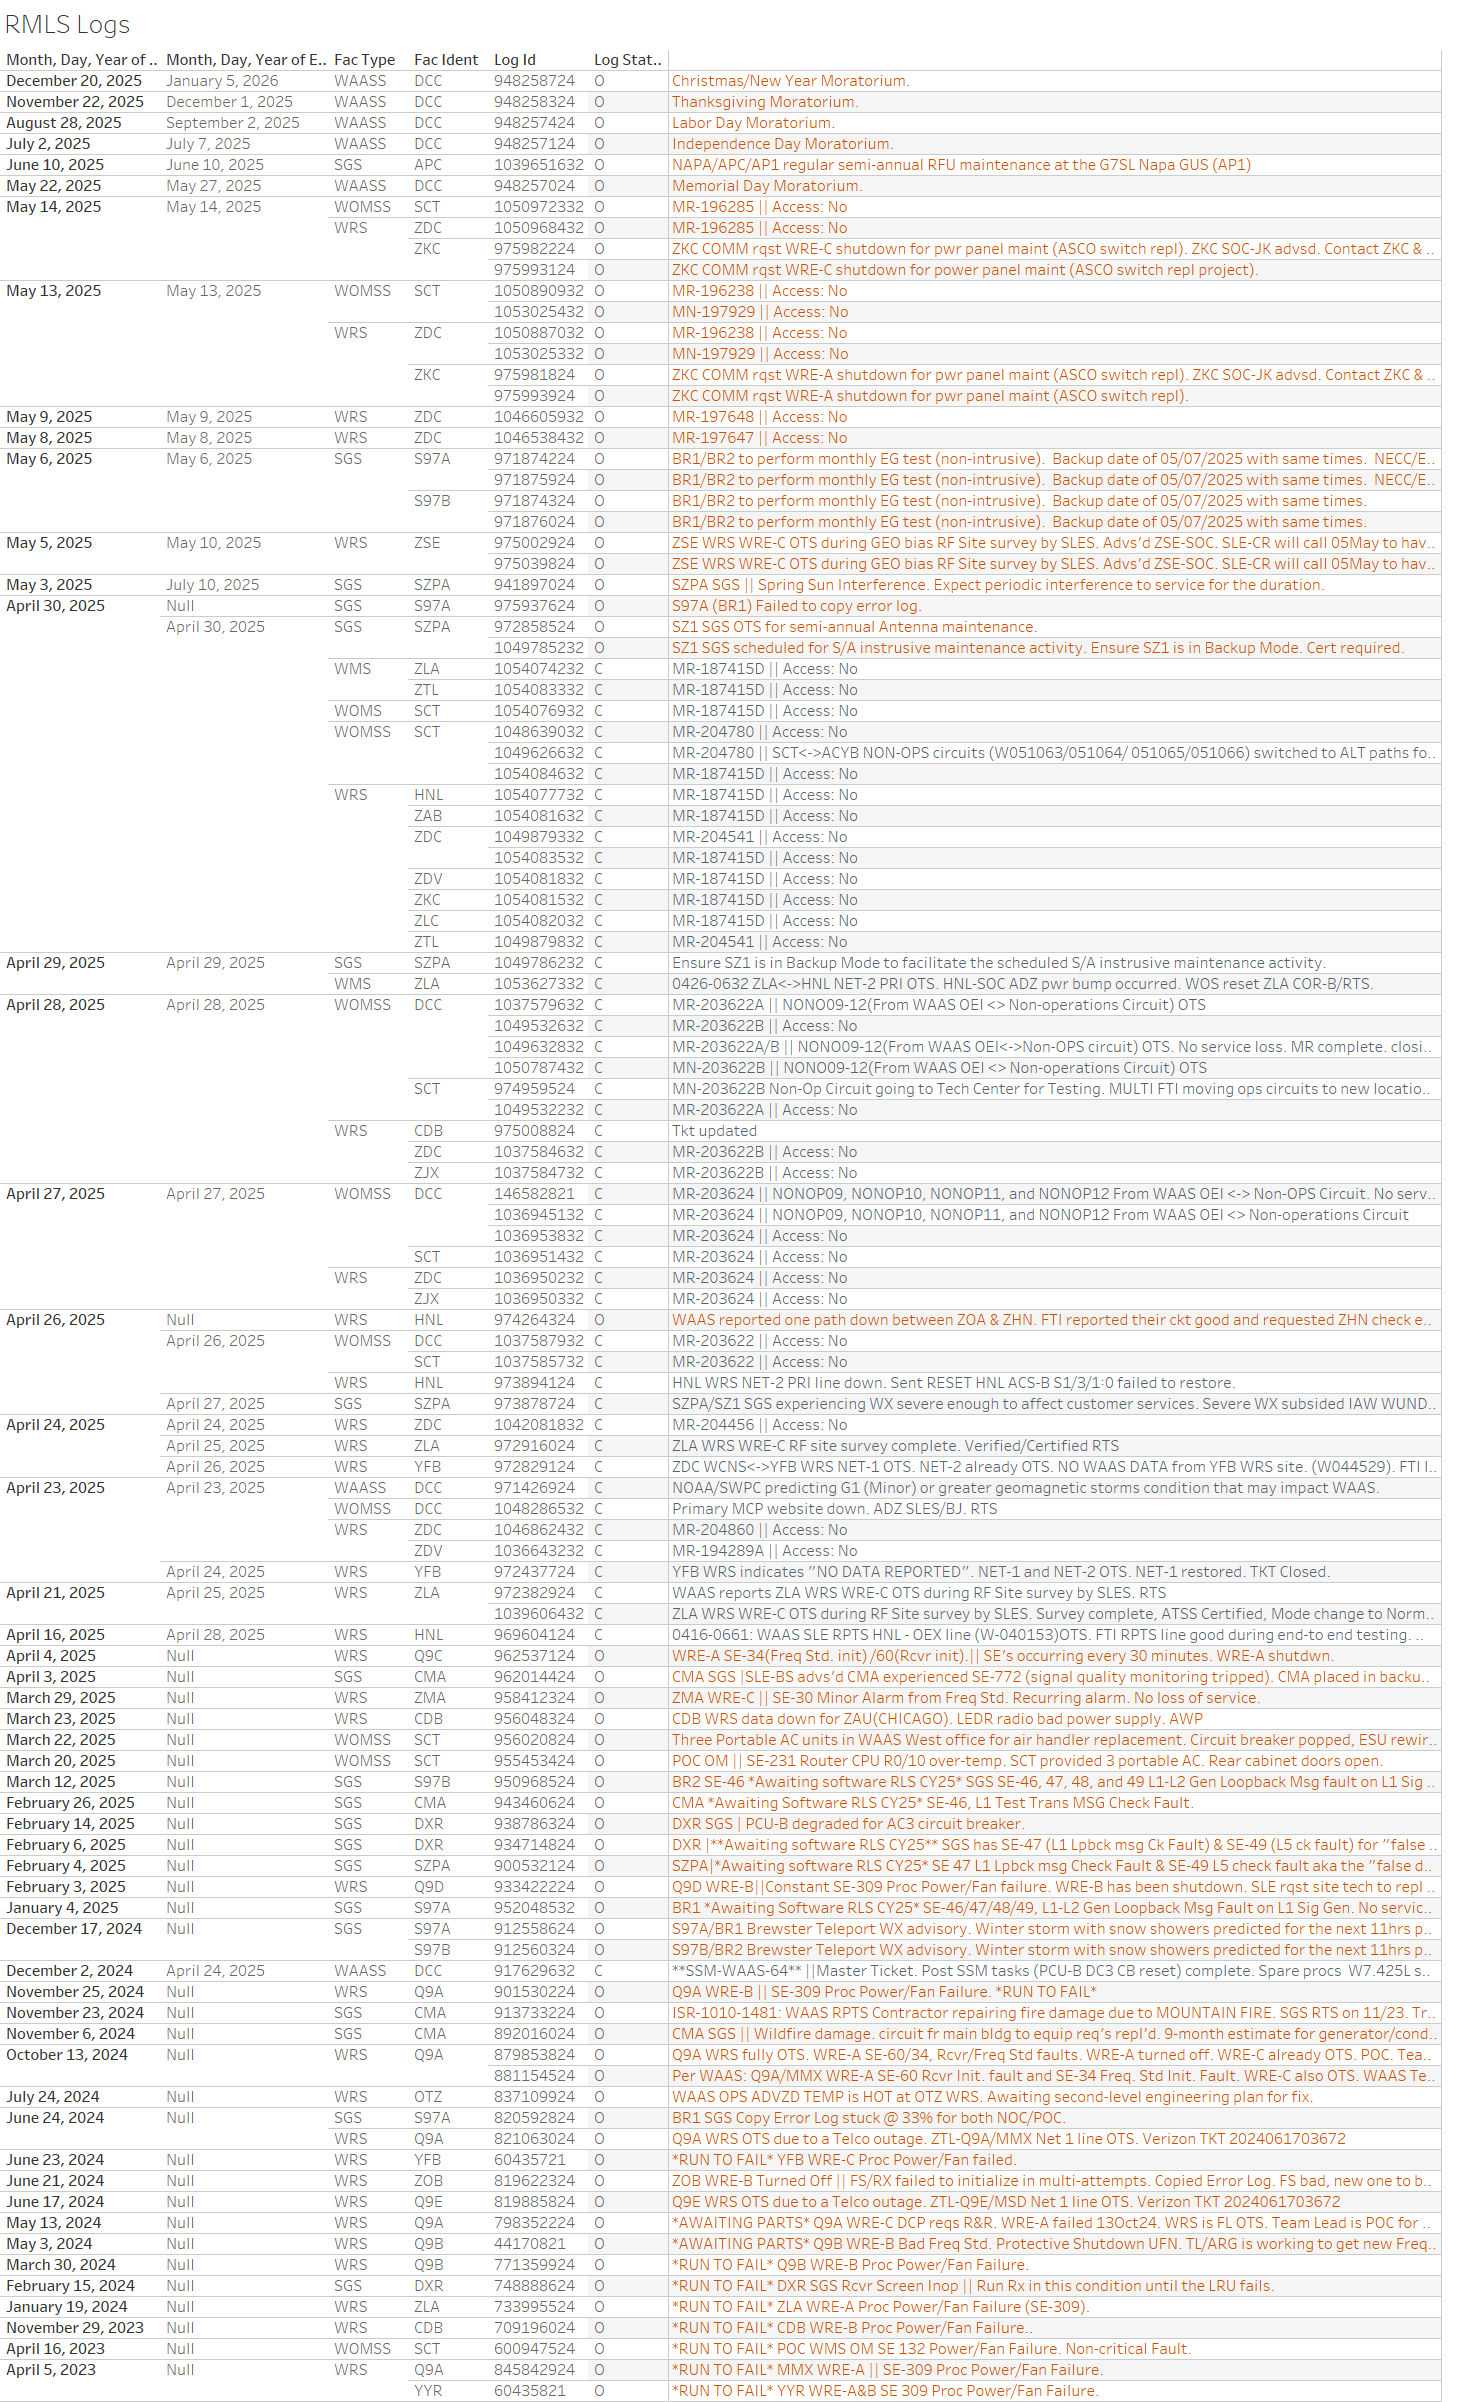 RMLS Logs
Month, Day, Year of .. Month, Day, Year of E.. Fac Type Fac Ident Log Id Log Stat..
December 20, 2025 January 5, 2026 WAASS DCC 948258724 O Christmas/New Year Moratorium.
November 22, 2025 December 1, 2025 WAASS DCC 948258324 O Thanksgiving Moratorium.
August 28, 2025 September 2, 2025 WAASS DCC 948257424 O Labor Day Moratorium.
July 2, 2025 July 7, 2025 WAASS DCC 948257124 O Independence Day Moratorium.
June 10, 2025 June 10, 2025 SGS APC 1039651632 O NAPA/APC/AP1 regular semi-annual RFU maintenance at the G7SL Napa GUS (AP1)
May 22, 2025 May 27, 2025 WAASS DCC 948257024 O Memorial Day Moratorium.
May 14, 2025 May 14, 2025 WOMSS SCT 1050972332 O MR-196285 || Access: No
WRS ZDC 1050968432 O MR-196285 || Access: No
ZKC 975982224 O ZKC COMM rqst WRE-C shutdown for pwr panel maint (ASCO switch repl). ZKC SOC-JK advsd. Contact ZKC & ..
975993124 O ZKC COMM rqst WRE-C shutdown for power panel maint (ASCO switch repl project).
May 13, 2025 May 13, 2025 WOMSS SCT 1050890932 O MR-196238 || Access: No
1053025432 O MN-197929 || Access: No
WRS ZDC 1050887032 O MR-196238 || Access: No
1053025332 O MN-197929 || Access: No
ZKC 975981824 O ZKC COMM rqst WRE-A shutdown for pwr panel maint (ASCO switch repl). ZKC SOC-JK advsd. Contact ZKC & ..
975993924 O ZKC COMM rqst WRE-A shutdown for pwr panel maint (ASCO switch repl).
May 9, 2025 May 9, 2025 WRS ZDC 1046605932 O MR-197648 || Access: No
May 8, 2025 May 8, 2025 WRS ZDC 1046538432 O MR-197647 || Access: No
May 6, 2025 May 6, 2025 SGS S97A 971874224 O BR1/BR2 to perform monthly EG test (non-intrusive). Backup date of 05/07/2025 with same times. NECC/E..
971875924 O BR1/BR2 to perform monthly EG test (non-intrusive). Backup date of 05/07/2025 with same times. NECC/E..
S97B 971874324 O BR1/BR2 to perform monthly EG test (non-intrusive). Backup date of 05/07/2025 with same times.
971876024 O BR1/BR2 to perform monthly EG test (non-intrusive). Backup date of 05/07/2025 with same times.
May 5, 2025 May 10, 2025 WRS ZSE 975002924 O ZSE WRS WRE-C OTS during GEO bias RF Site survey by SLES. Advs'd ZSE-SOC. SLE-CR will call 05May to hav..
975039824 O ZSE WRS WRE-C OTS during GEO bias RF Site survey by SLES. Advs'd ZSE-SOC. SLE-CR will call 05May to hav..
May 3, 2025 July 10, 2025 SGS SZPA 941897024 O SZPA SGS || Spring Sun Interference. Expect periodic interference to service for the duration.
April 30, 2025 Null SGS S97A 975937624 O S97A (BR1) Failed to copy error log.
April 30, 2025 SGS SZPA 972858524 O SZ1 SGS OTS for semi-annual Antenna maintenance.
1049785232 O SZ1 SGS scheduled for S/A instrusive maintenance activity. Ensure SZ1 is in Backup Mode. Cert required.
WMS ZLA 1054074232 C MR-187415D || Access: No
ZTL 1054083332 C MR-187415D || Access: No
WOMS SCT 1054076932 C MR-187415D || Access: No
WOMSS SCT 1048639032 C MR-204780 || Access: No
1049626632 C MR-204780 || SCT<->ACYB NON-OPS circuits (W051063/051064/ 051065/051066) switched to ALT paths fo..
1054084632 C MR-187415D || Access: No
WRS HNL 1054077732 C MR-187415D || Access: No
ZAB 1054081632 C MR-187415D || Access: No
ZDC 1049879332 C MR-204541 || Access: No
1054083532 C MR-187415D || Access: No
ZDV 1054081832 C MR-187415D || Access: No
ZKC 1054081532 C MR-187415D || Access: No
ZLC 1054082032 C MR-187415D || Access: No
ZTL 1049879832 C MR-204541 || Access: No
April 29, 2025 April 29, 2025 SGS SZPA 1049786232 C Ensure SZ1 is in Backup Mode to facilitate the scheduled S/A instrusive maintenance activity.
WMS ZLA 1053627332 C 0426-0632 ZLA<->HNL NET-2 PRI OTS. HNL-SOC ADZ pwr bump occurred. WOS reset ZLA COR-B/RTS.
April 28, 2025 April 28, 2025 WOMSS DCC 1037579632 C MR-203622A || NONO09-12(From WAAS OEI <> Non-operations Circuit) OTS
1049532632 C MR-203622B || Access: No
1049632832 C MR-203622A/B || NONO09-12(From WAAS OEI<->Non-OPS circuit) OTS. No service loss. MR complete. closi..
1050787432 C MN-203622B || NONO09-12(From WAAS OEI <> Non-operations Circuit) OTS
SCT 974959524 C MN-203622B Non-Op Circuit going to Tech Center for Testing. MULTI FTI moving ops circuits to new locatio..
1049532232 C MR-203622A || Access: No
WRS CDB 975008824 C Tkt updated
ZDC 1037584632 C MR-203622B || Access: No
ZJX 1037584732 C MR-203622B || Access: No
April 27, 2025 April 27, 2025 WOMSS DCC 146582821 C MR-203624 || NONOP09, NONOP10, NONOP11, and NONOP12 From WAAS OEI <-> Non-OPS Circuit. No serv..
1036945132 C MR-203624 || NONOP09, NONOP10, NONOP11, and NONOP12 From WAAS OEI <> Non-operations Circuit
1036953832 C MR-203624 || Access: No
SCT 1036951432 C MR-203624 || Access: No
WRS ZDC 1036950232 C MR-203624 || Access: No
ZJX 1036950332 C MR-203624 || Access: No
April 26, 2025 Null WRS HNL 974264324 O WAAS reported one path down between ZOA & ZHN. FTI reported their ckt good and requested ZHN check e..
April 26, 2025 WOMSS DCC 1037587932 C MR-203622 || Access: No
SCT 1037585732 C MR-203622 || Access: No
WRS HNL 973894124 C HNL WRS NET-2 PRI line down. Sent RESET HNL ACS-B S1/3/1:0 failed to restore.
April 27, 2025 SGS SZPA 973878724 C SZPA/SZ1 SGS experiencing WX severe enough to affect customer services. Severe WX subsided IAW WUND..
April 24, 2025 April 24, 2025 WRS ZDC 1042081832 C MR-204456 || Access: No
April 25, 2025 WRS ZLA 972916024 C ZLA WRS WRE-C RF site survey complete. Verified/Certified RTS
April 26, 2025 WRS YFB 972829124 C ZDC WCNS<->YFB WRS NET-1 OTS. NET-2 already OTS. NO WAAS DATA from YFB WRS site. (W044529). FTI I..
April 23, 2025 April 23, 2025 WAASS DCC 971426924 C NOAA/SWPC predicting G1 (Minor) or greater geomagnetic storms condition that may impact WAAS.
WOMSS DCC 1048286532 C Primary MCP website down. ADZ SLES/BJ. RTS
WRS ZDC 1046862432 C MR-204860 || Access: No
ZDV 1036643232 C MR-194289A || Access: No
April 24, 2025 WRS YFB 972437724 C YFB WRS indicates "NO DATA REPORTED". NET-1 and NET-2 OTS. NET-1 restored. TKT Closed.
April 21, 2025 April 25, 2025 WRS ZLA 972382924 C WAAS reports ZLA WRS WRE-C OTS during RF Site survey by SLES. RTS
1039606432 C ZLA WRS WRE-C OTS during RF Site survey by SLES. Survey complete, ATSS Certified, Mode change to Norm..
April 16, 2025 April 28, 2025 WRS HNL 969604124 C 0416-0661: WAAS SLE RPTS HNL - OEX line (W-040153)OTS. FTI RPTS line good during end-to end testing. ..
April 4, 2025 Null WRS Q9C 962537124 O WRE-A SE-34(Freq Std. init) /60(Rcvr init).|| SE's occurring every 30 minutes. WRE-A shutdwn.
April 3, 2025 Null SGS CMA 962014424 O CMA SGS |SLE-BS advs'd CMA experienced SE-772 (signal quality monitoring tripped). CMA placed in backu..
March 29, 2025 Null WRS ZMA 958412324 O ZMA WRE-C || SE-30 Minor Alarm from Freq Std. Recurring alarm. No loss of service.
March 23, 2025 Null WRS CDB 956048324 O CDB WRS data down for ZAU(CHICAGO). LEDR radio bad power supply. AWP
March 22, 2025 Null WOMSS SCT 956020824 O Three Portable AC units in WAAS West office for air handler replacement. Circuit breaker popped, ESU rewir..
March 20, 2025 Null WOMSS SCT 955453424 O POC OM || SE-231 Router CPU R0/10 over-temp. SCT provided 3 portable AC. Rear cabinet doors open.
March 12, 2025 Null SGS S97B 950968524 O BR2 SE-46 *Awaiting software RLS CY25* SGS SE-46, 47, 48, and 49 L1-L2 Gen Loopback Msg fault on L1 Sig ..
February 26, 2025 Null SGS CMA 943460624 O CMA *Awaiting Software RLS CY25* SE-46, L1 Test Trans MSG Check Fault.
February 14, 2025 Null SGS DXR 938786324 O DXR SGS | PCU-B degraded for AC3 circuit breaker.
February 6, 2025 Null SGS DXR 934714824 O DXR |**Awaiting software RLS CY25** SGS has SE-47 (L1 Lpbck msg Ck Fault) & SE-49 (L5 ck fault) for "false ..
February 4, 2025 Null SGS SZPA 900532124 O SZPA|*Awaiting software RLS CY25* SE 47 L1 Lpbck msg Check Fault & SE-49 L5 check fault aka the "false d..
February 3, 2025 Null WRS Q9D 933422224 O Q9D WRE-B||Constant SE-309 Proc Power/Fan failure. WRE-B has been shutdown. SLE rqst site tech to repl ..
January 4, 2025 Null SGS S97A 952048532 O BR1 *Awaiting Software RLS CY25* SE-46/47/48/49, L1-L2 Gen Loopback Msg Fault on L1 Sig Gen. No servic..
December 17, 2024 Null SGS S97A 912558624 O S97A/BR1 Brewster Teleport WX advisory. Winter storm with snow showers predicted for the next 11hrs p..
S97B 912560324 O S97B/BR2 Brewster Teleport WX advisory. Winter storm with snow showers predicted for the next 11hrs p..
December 2, 2024 April 24, 2025 WAASS DCC 917629632 C **SSM-WAAS-64** ||Master Ticket. Post SSM tasks (PCU-B DC3 CB reset) complete. Spare procs W7.425L s..
November 25, 2024 Null WRS Q9A 901530224 O Q9A WRE-B || SE-309 Proc Power/Fan Failure. *RUN TO FAIL*
November 23, 2024 Null SGS CMA 913733224 O ISR-1010-1481: WAAS RPTS Contractor repairing fire damage due to MOUNTAIN FIRE. SGS RTS on 11/23. Tr..
November 6, 2024 Null SGS CMA 892016024 O CMA SGS || Wildfire damage. circuit fr main bldg to equip req's repl'd. 9-month estimate for generator/cond..
October 13, 2024 Null WRS Q9A 879853824 O Q9A WRS fully OTS. WRE-A SE-60/34, Rcvr/Freq Std faults. WRE-A turned off. WRE-C already OTS. POC. Tea..
881154524 O Per WAAS: Q9A/MMX WRE-A SE-60 Rcvr Init. fault and SE-34 Freq. Std Init. Fault. WRE-C also OTS. WAAS Te..
July 24, 2024 Null WRS OTZ 837109924 O WAAS OPS ADVZD TEMP is HOT at OTZ WRS. Awaiting second-level engineering plan for fix.
June 24, 2024 Null SGS S97A 820592824 O BR1 SGS Copy Error Log stuck @ 33% for both NOC/POC.
WRS Q9A 821063024 O Q9A WRS OTS due to a Telco outage. ZTL-Q9A/MMX Net 1 line OTS. Verizon TKT 2024061703672
June 23, 2024 Null WRS YFB 60435721 O *RUN TO FAIL* YFB WRE-C Proc Power/Fan failed.
June 21, 2024 Null WRS ZOB 819622324 O ZOB WRE-B Turned Off || FS/RX failed to initialize in multi-attempts. Copied Error Log. FS bad, new one to b..
June 17, 2024 Null WRS Q9E 819885824 O Q9E WRS OTS due to a Telco outage. ZTL-Q9E/MSD Net 1 line OTS. Verizon TKT 2024061703672
May 13, 2024 Null WRS Q9A 798352224 O *AWAITING PARTS* Q9A WRE-C DCP reqs R&R. WRE-A failed 13Oct24. WRS is FL OTS. Team Lead is POC for ..
May 3, 2024 Null WRS Q9B 44170821 O *AWAITING PARTS* Q9B WRE-B Bad Freq Std. Protective Shutdown UFN. TL/ARG is working to get new Freq..
March 30, 2024 Null WRS Q9B 771359924 O *RUN TO FAIL* Q9B WRE-B Proc Power/Fan Failure.
February 15, 2024 Null SGS DXR 748888624 O *RUN TO FAIL* DXR SGS Rcvr Screen Inop || Run Rx in this condition until the LRU fails.
January 19, 2024 Null WRS ZLA 733995524 O *RUN TO FAIL* ZLA WRE-A Proc Power/Fan Failure (SE-309).
November 29, 2023 Null WRS CDB 709196024 O *RUN TO FAIL* CDB WRE-B Proc Power/Fan Failure..
April 16, 2023 Null WOMSS SCT 600947524 O *RUN TO FAIL* POC WMS OM SE 132 Power/Fan Failure. Non-critical Fault.
April 5, 2023 Null WRS Q9A 845842924 O *RUN TO FAIL* MMX WRE-A || SE-309 Proc Power/Fan Failure.
YYR 60435821 O *RUN TO FAIL* YYR WRE-A&B SE 309 Proc Power/Fan Failure.